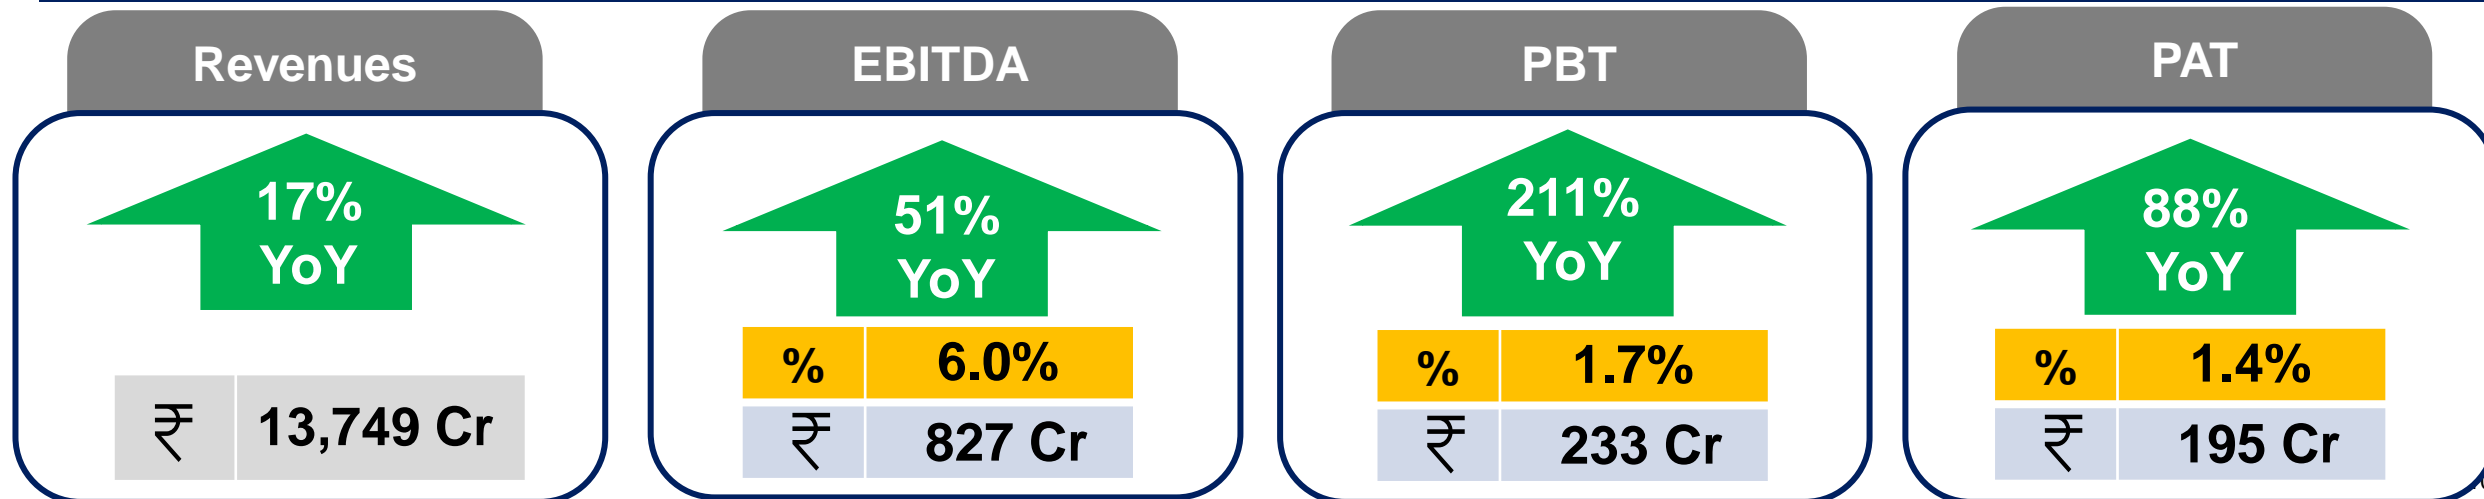 Revenues
17%
YoY
₹ 13,749 Cr
EBITDA
51%
YoY
% 6.0%
₹ 827 Cr
PBT
211%
YoY
% 1.7%
₹ 233 Cr
PAT
88%
YoY
% 1.4%
₹ 195 Cr